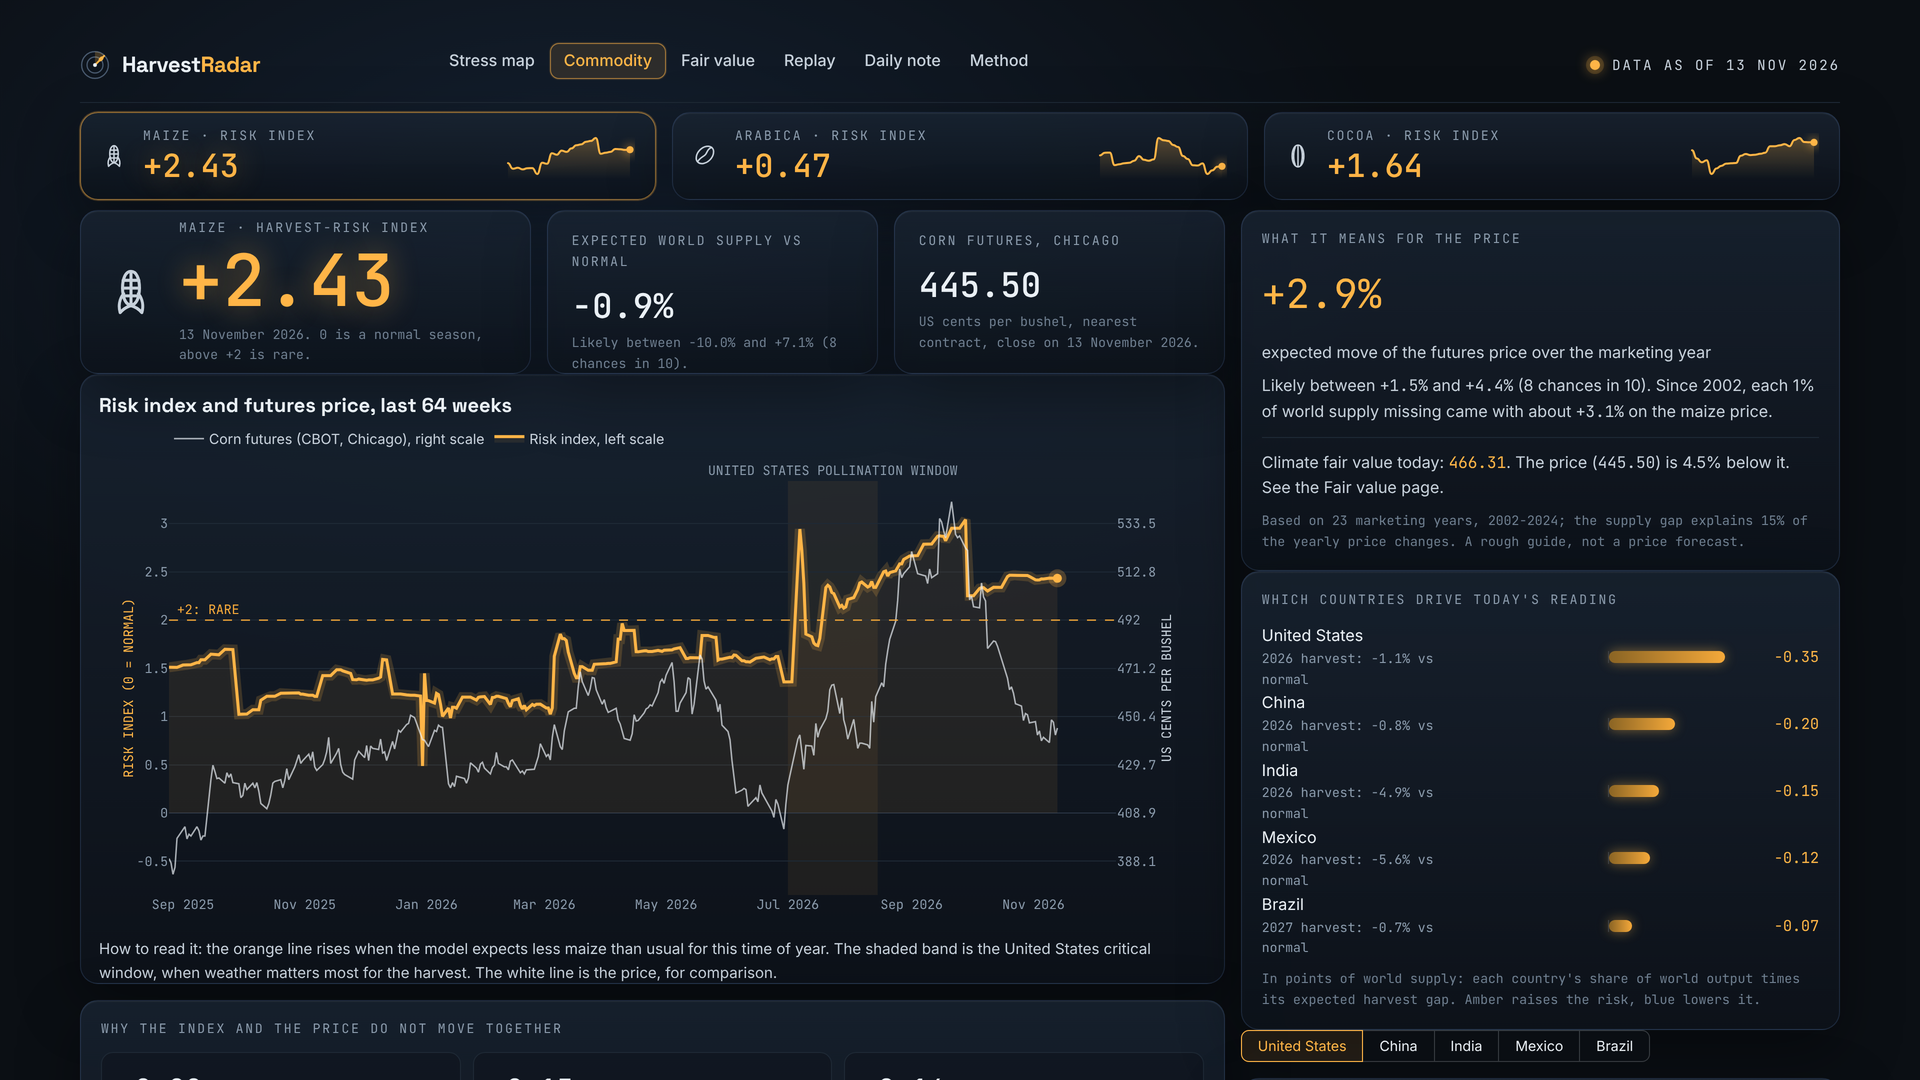 HarvestRadar
Stress map
Commodity
Fair value
Replay
Daily note
Method
DATA AS OF 13 NOV 2026
MAIZE · RISK INDEX
+2.43
ARABICA · RISK INDEX
+0.47
COCOA · RISK INDEX
+1.64
MAIZE · HARVEST-RISK INDEX
+2.43
13 November 2026. 0 is a normal season,
above +2 is rare.
EXPECTED WORLD SUPPLY VS
NORMAL
-0.9%
Likely between -10.0% and +7.1% (8
chances in 10).
CORN FUTURES, CHICAGO
445.50
US cents per bushel, nearest
contract, close on 13 November 2026.
WHAT IT MEANS FOR THE PRICE
+2.9%
expected move of the futures price over the marketing year
Likely between +1.5% and +4.4% (8 chances in 10). Since 2002, each 1%
of world supply missing came with about +3.1% on the maize price.
Climate fair value today: 466.31. The price (445.50) is 4.5% below it.
See the Fair value page.
Based on 23 marketing years, 2002-2024; the supply gap explains 15% of
the yearly price changes. A rough guide, not a price forecast.
Risk index and futures price, last 64 weeks
Corn futures (CBOT, Chicago), right scale
Risk index, left scale
UNITED STATES POLLINATION WINDOW
3
2.5
2
1.5
1
0.5
0
-0.5
+2: RARE
RISK INDEX (0 = NORMAL)
533.5
512.8
492
471.2
450.4
429.7
408.9
388.1
US CENTS PER BUSHEL
Sep 2025
Nov 2025
Jan 2026
Mar 2026
May 2026
Jul 2026
Sep 2026
Nov 2026
How to read it: the orange line rises when the model expects less maize than usual for this time of year. The shaded band is the United States critical
window, when weather matters most for the harvest. The white line is the price, for comparison.
WHICH COUNTRIES DRIVE TODAY'S READING
United States
2026 harvest: -1.1% vs
normal
-0.35
China
2026 harvest: -0.8% vs
normal
-0.20
India
2026 harvest: -4.9% vs
normal
-0.15
Mexico
2026 harvest: -5.6% vs
normal
-0.12
Brazil
2027 harvest: -0.7% vs
normal
-0.07
In points of world supply: each country's share of world output times
its expected harvest gap. Amber raises the risk, blue lowers it.
United States
China
India
Mexico
Brazil
WHY THE INDEX AND THE PRICE DO NOT MOVE TOGETHER